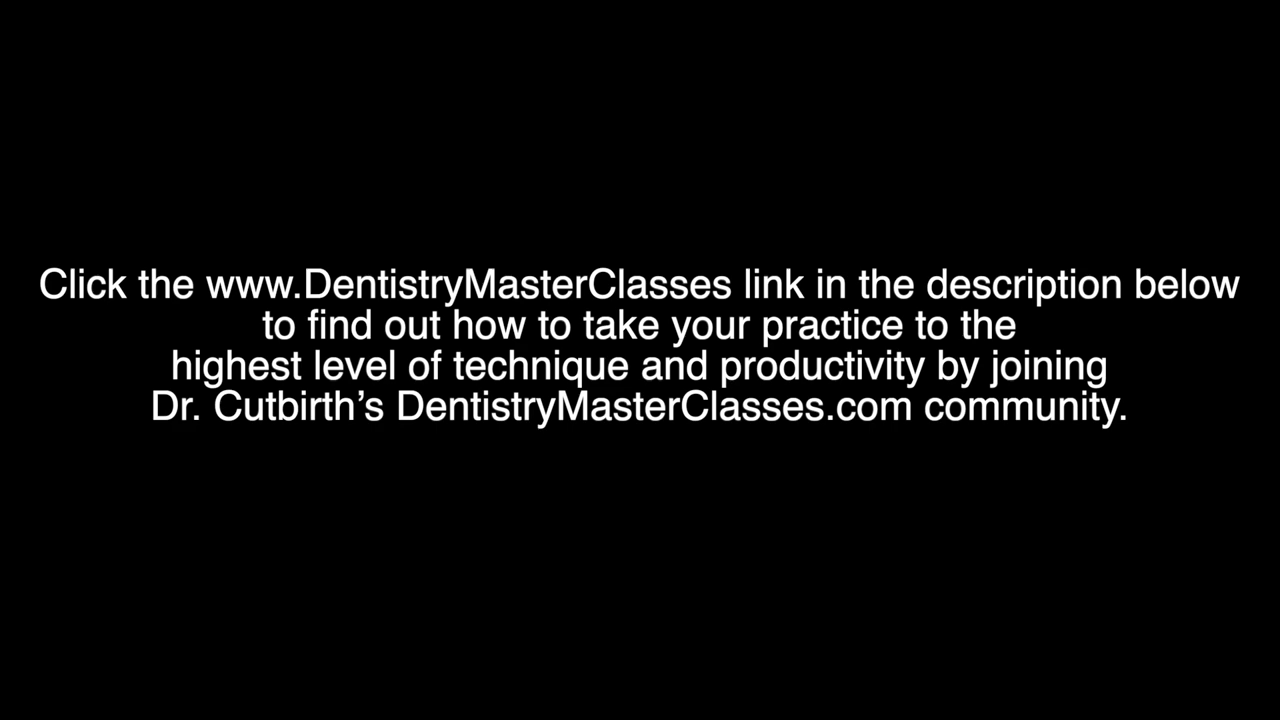 Click the www.DentistryMasterClasses link in the description below
to find out how to take your practice to the
highest level of technique and productivity by joining
Dr. Cutbirth’s DentistryMasterClasses.com community.